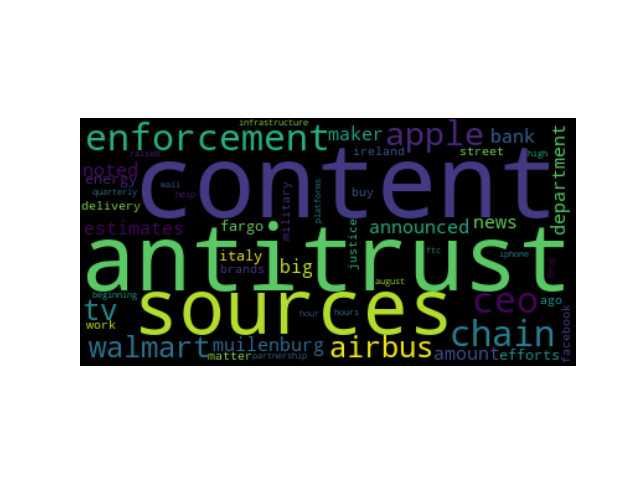 infrastructure
enforcement maker apple bank
raised content ireland street high
noted wall department
energy
quarterly help buy
delivery military platforms
estimates fargo justice announced news
antitrust
italy ftc iphone drug
brands big
august
beginning sources ceo ago
tv hour hours
work chain facebook
walmart muilenburg airbus amount efforts
matter partnership